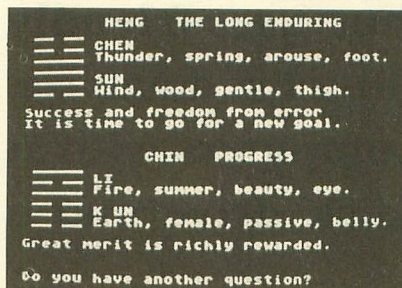 HENG THE LONG ENDURING
CHEN
Thunder, spring, arouse, foot.
SUN
Wind, wood, gentle, thigh.
Success and freedom from error
It is time to go for a new goal.
CHIN PROGRESS
LI
Fire, summer, beauty, eye.
K UN
Earth, female, passive, belly.
Great merit is richly rewarded.
Do you have another question?